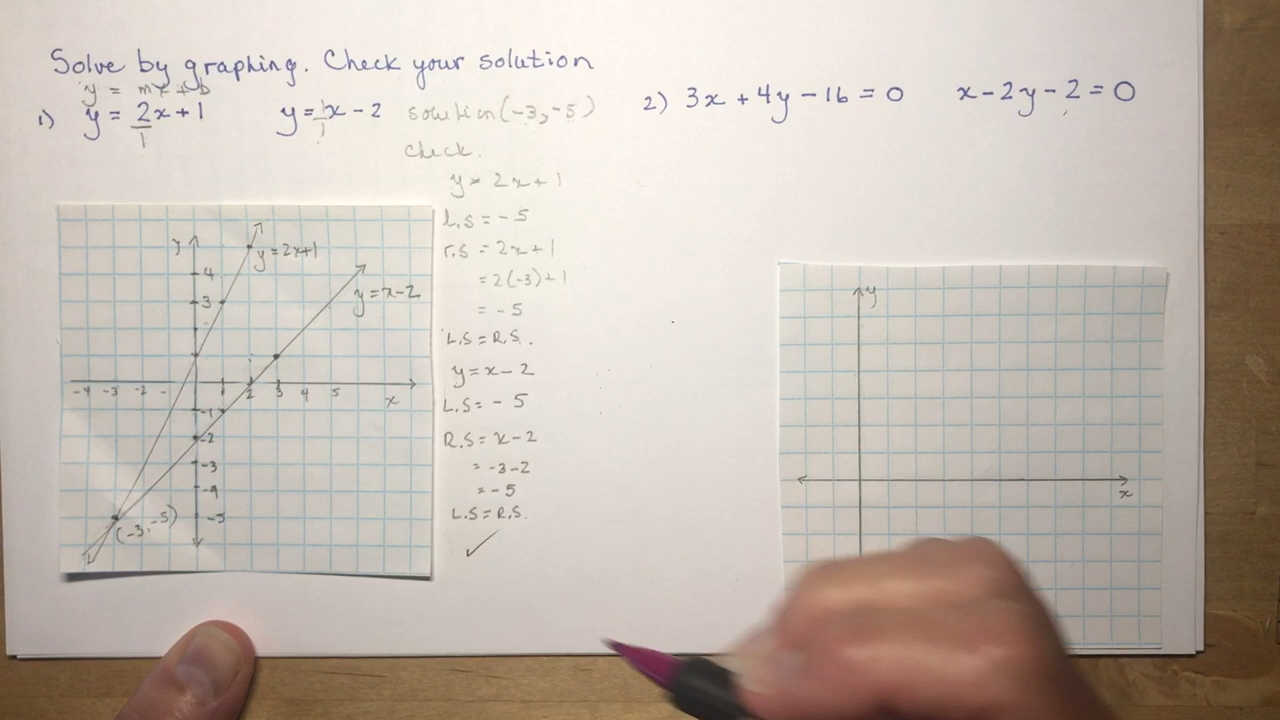 Solve by graphing. Check your solution
y = mx + b
1) y = 2x + 1 y = 1x - 2 solution (-3, -5)
1 1
check.
y = 2x + 1
L.S = -5
r.s = 2x + 1
= 2(-3) + 1
= -5
L.S = R.S.
y = x - 2
L.S = -5
R.S = x - 2
= -3 - 2
= -5
L.S = R.S.
✓
y
y = 2x+1
4
y = x-2
3
-4 -3 -2 - 2 3 4 5 x
-1
-2
-3
-4
-5
(-3, -5)
2) 3x + 4y - 16 = 0 x - 2y - 2 = 0
y
x